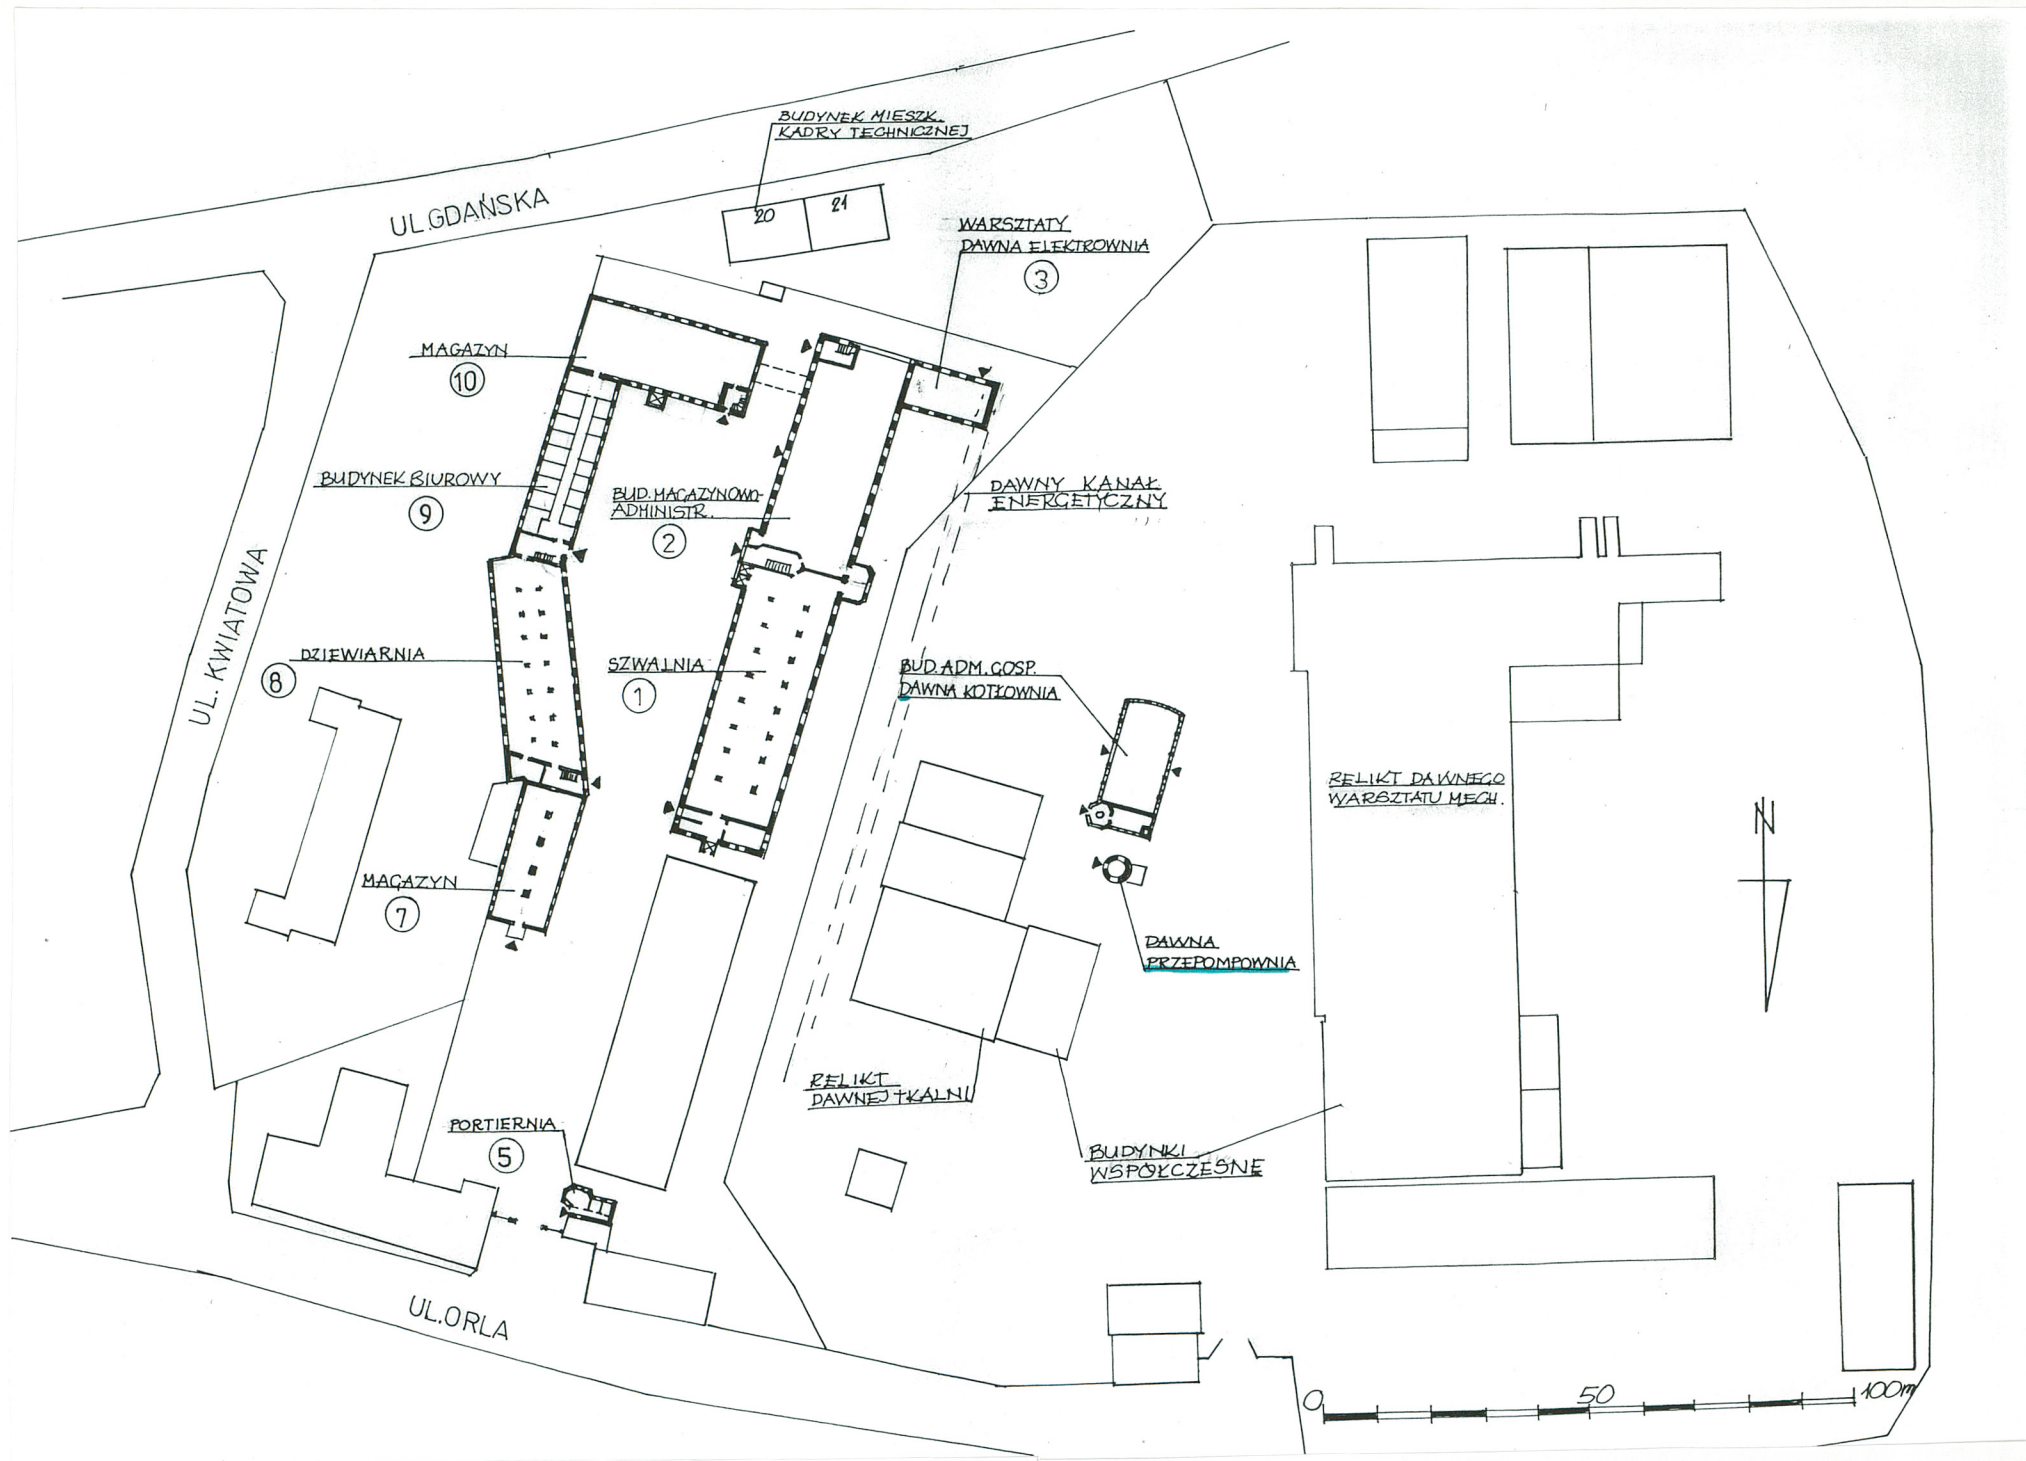 BUDYNEK MIESZK.
KADRY TECHNICZNEJ
UL.GDAŃSKA
20
21
WARSZTATY
DAWNA ELEKTROWNIA
3
MAGAZYN
10
BUDYNEK BIUROWY
9
BUD. MAGAZYNOWO-
ADMINISTR.
2
DAWNY KANAŁ
ENERGETYCZNY
UL. KWIATOWA
DZIEWIARNIA
8
SZWALNIA
1
BUD. ADM. GOSP.
DAWNA KOTŁOWNIA
RELIKT DAWNEGO
WARSZTATU MECH.
N
MAGAZYN
7
DAWNA
PRZEPOMPOWNIA
RELIKT
DAWNEJ TKALNI
PORTIERNIA
5
BUDYNKI
WSPÓŁCZESNE
UL.ORLA
0
50
100m